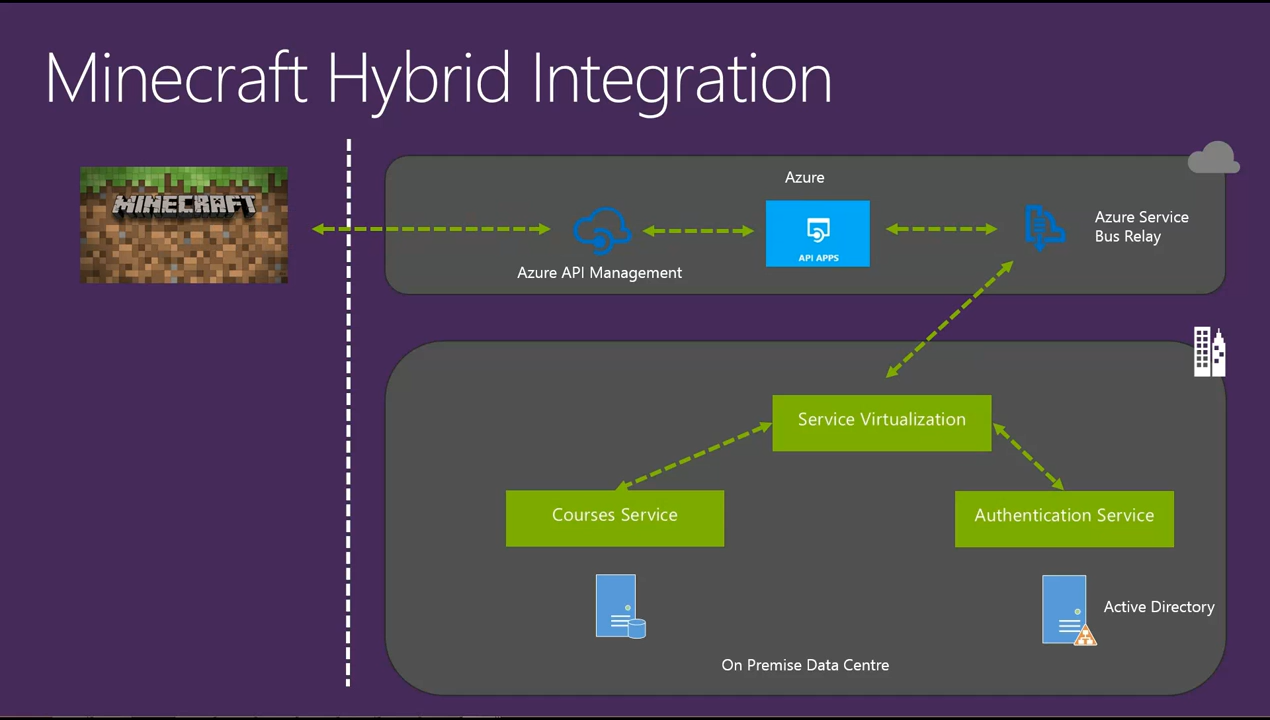 Minecraft Hybrid Integration
MINECRAFT
Azure
Azure API Management
API APPS
Azure Service
Bus Relay
Service Virtualization
Courses Service
Authentication Service
Active Directory
On Premise Data Centre